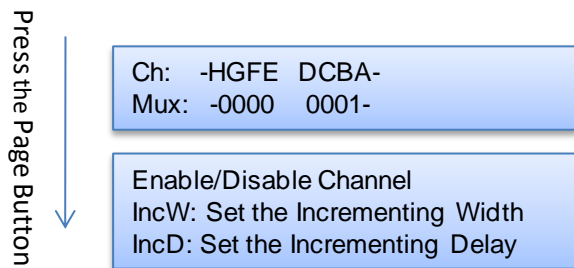 Press the Page Button
Ch: -HGFE DCBA-
Mux: -0000 0001-
Enable/Disable Channel
IncW: Set the Incrementing Width
IncD: Set the Incrementing Delay